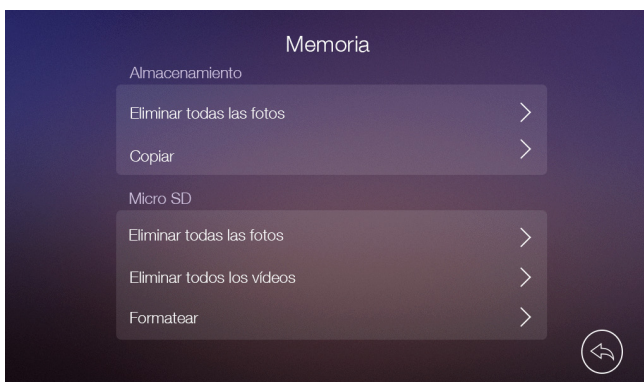 Memoria
Almacenamiento
Eliminar todas las fotos
Copiar
Micro SD
Eliminar todas las fotos
Eliminar todos los vídeos
Formatear